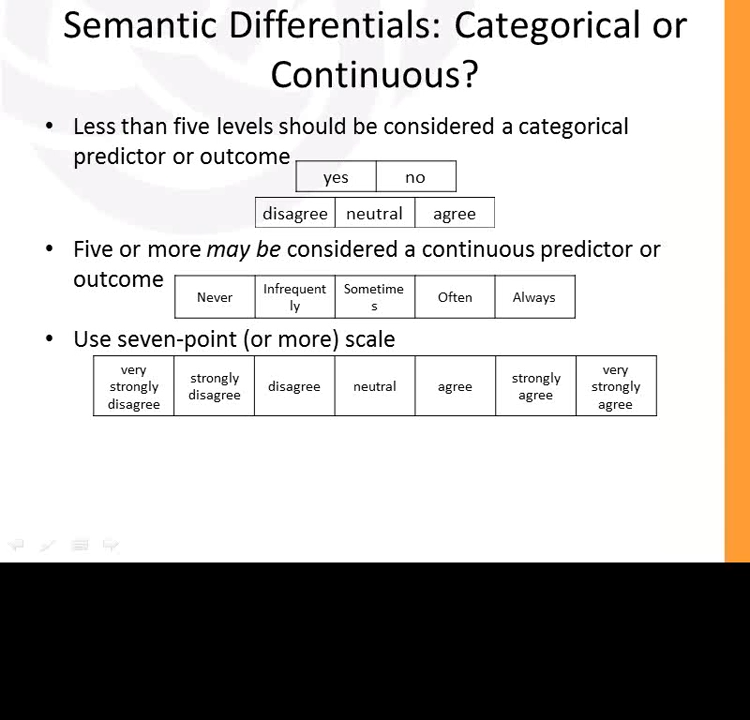 Semantic Differentials: Categorical or
Continuous?
• Less than five levels should be considered a categorical
predictor or outcome
yes no
disagree neutral agree
• Five or more may be considered a continuous predictor or
outcome
Never Infrequent
ly Sometime
s Often Always
• Use seven-point (or more) scale
very
strongly
disagree strongly
disagree disagree neutral agree strongly
agree very
strongly
agree